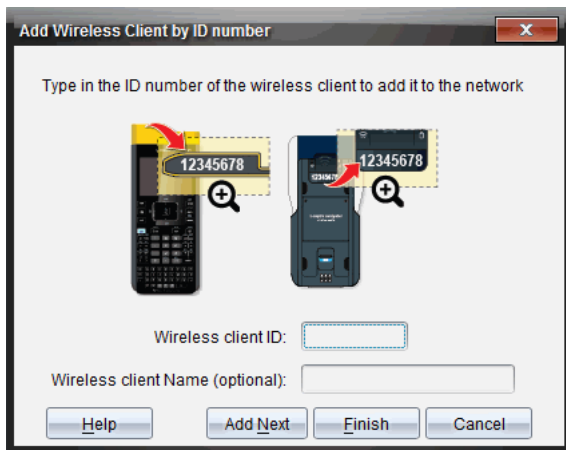 Add Wireless Client by ID number
x
Type in the ID number of the wireless client to add it to the network
12345678
12345678
Wireless client ID:
Wireless client Name (optional):
Help
Add Next
Finish
Cancel